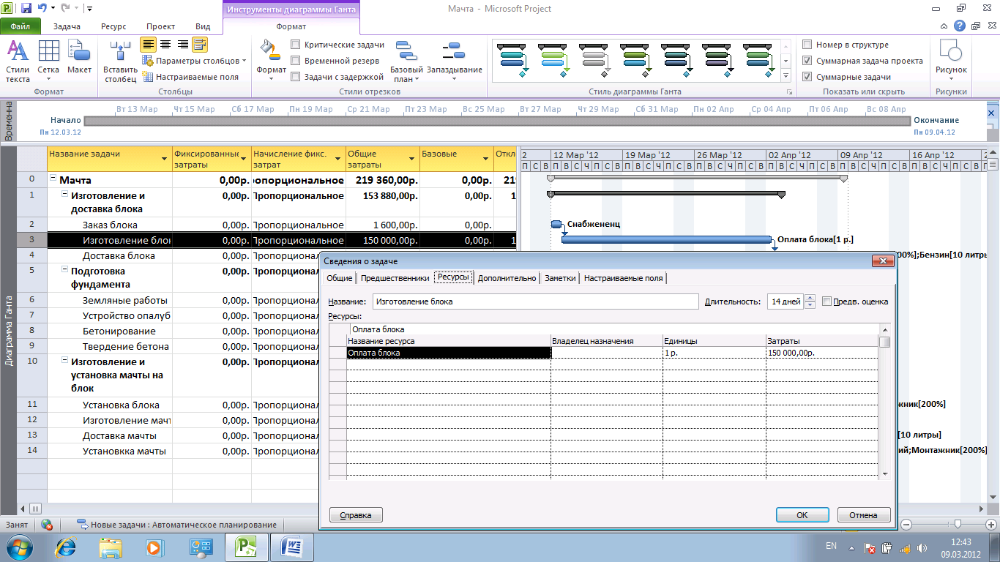 Инструменты диаграммы Ганта
Мачта - Microsoft Project
Файл Задача Ресурс Проект Вид Формат
Стили текста
Сетка
Макет
Формат
Вставить столбец
Параметры столбцов
Настраиваемые поля
Столбцы
Формат
Критические задачи
Временной резерв
Задачи с задержкой
Базовый план
Запаздывание
Стили отрезков
Стиль диаграммы Ганта
Номер в структуре
Суммарная задача проекта
Суммарные задачи
Показать или скрыть
Рисунок
Рисунки
Временна
Вт 13 Мар Чт 15 Мар Сб 17 Мар Пн 19 Мар Ср 21 Мар Пт 23 Мар Вс 25 Мар Вт 27 Мар Чт 29 Мар Сб 31 Мар Пн 02 Апр Ср 04 Апр Пт 06 Апр Вс 08 Апр
Начало
Пн 12.03.12
Окончание
Пн 09.04.12
Диаграмма Ганта
Название задачи Фиксированные затраты Начисление фикс. затрат Общие затраты Базовые Откл
2 12 Мар '12 19 Мар '12 26 Мар '12 02 Апр '12 09 Апр '12 16 Апр '12 2
П С В П В С Ч П С В П В С Ч П С В П В С Ч П С В П В С Ч П С В П В С Ч П С В П В С Ч П С В П
0 Мачта 0,00р. ропорциональное 219 360,00р. 0,00р. 21
1 Изготовление и доставка блока 0,00р. Пропорциональное 153 880,00р. 0,00р. 1
2 Заказ блока 0,00р. Пропорциональное 1 600,00р. 0,00р.
Снабжененц
3 Изготовление блок 0,00р. Пропорциональное 150 000,00р. 0,00р. 1
Оплата блока[1 р.]
4 Доставка блока 0,00р. Пропорционал
00%];Бензин[10 литры
5 Подготовка фундамента 0,00р. Пропорционал
6 Земляные работы 0,00р. Пропорционал
7 Устройство опалуб 0,00р. Пропорционал
8 Бетонирование 0,00р. Пропорционал
9 Твердение бетона 0,00р. Пропорционал
10 Изготовление и установка мачты на блок 0,00р. Пропорционал
11 Установка блока 0,00р. Пропорционал
жник[200%]
12 Изготовление мачт 0,00р. Пропорционал
13 Доставка мачты 0,00р. Пропорционал
[10 литры]
14 Установкка мачты 0,00р. Пропорционал
ий;Монтажник[200%]
Сведения о задаче
Общие Предшественники Ресурсы Дополнительно Заметки Настраиваемые поля
Название: Изготовление блока Длительность: 14 дней Предв. оценка
Ресурсы:
Оплата блока
Название ресурса Владелец назначения Единицы Затраты
Оплата блока 1 р. 150 000,00р.
Справка OK Отмена
Занят Новые задачи : Автоматическое планирование
EN 12:43
09.03.2012